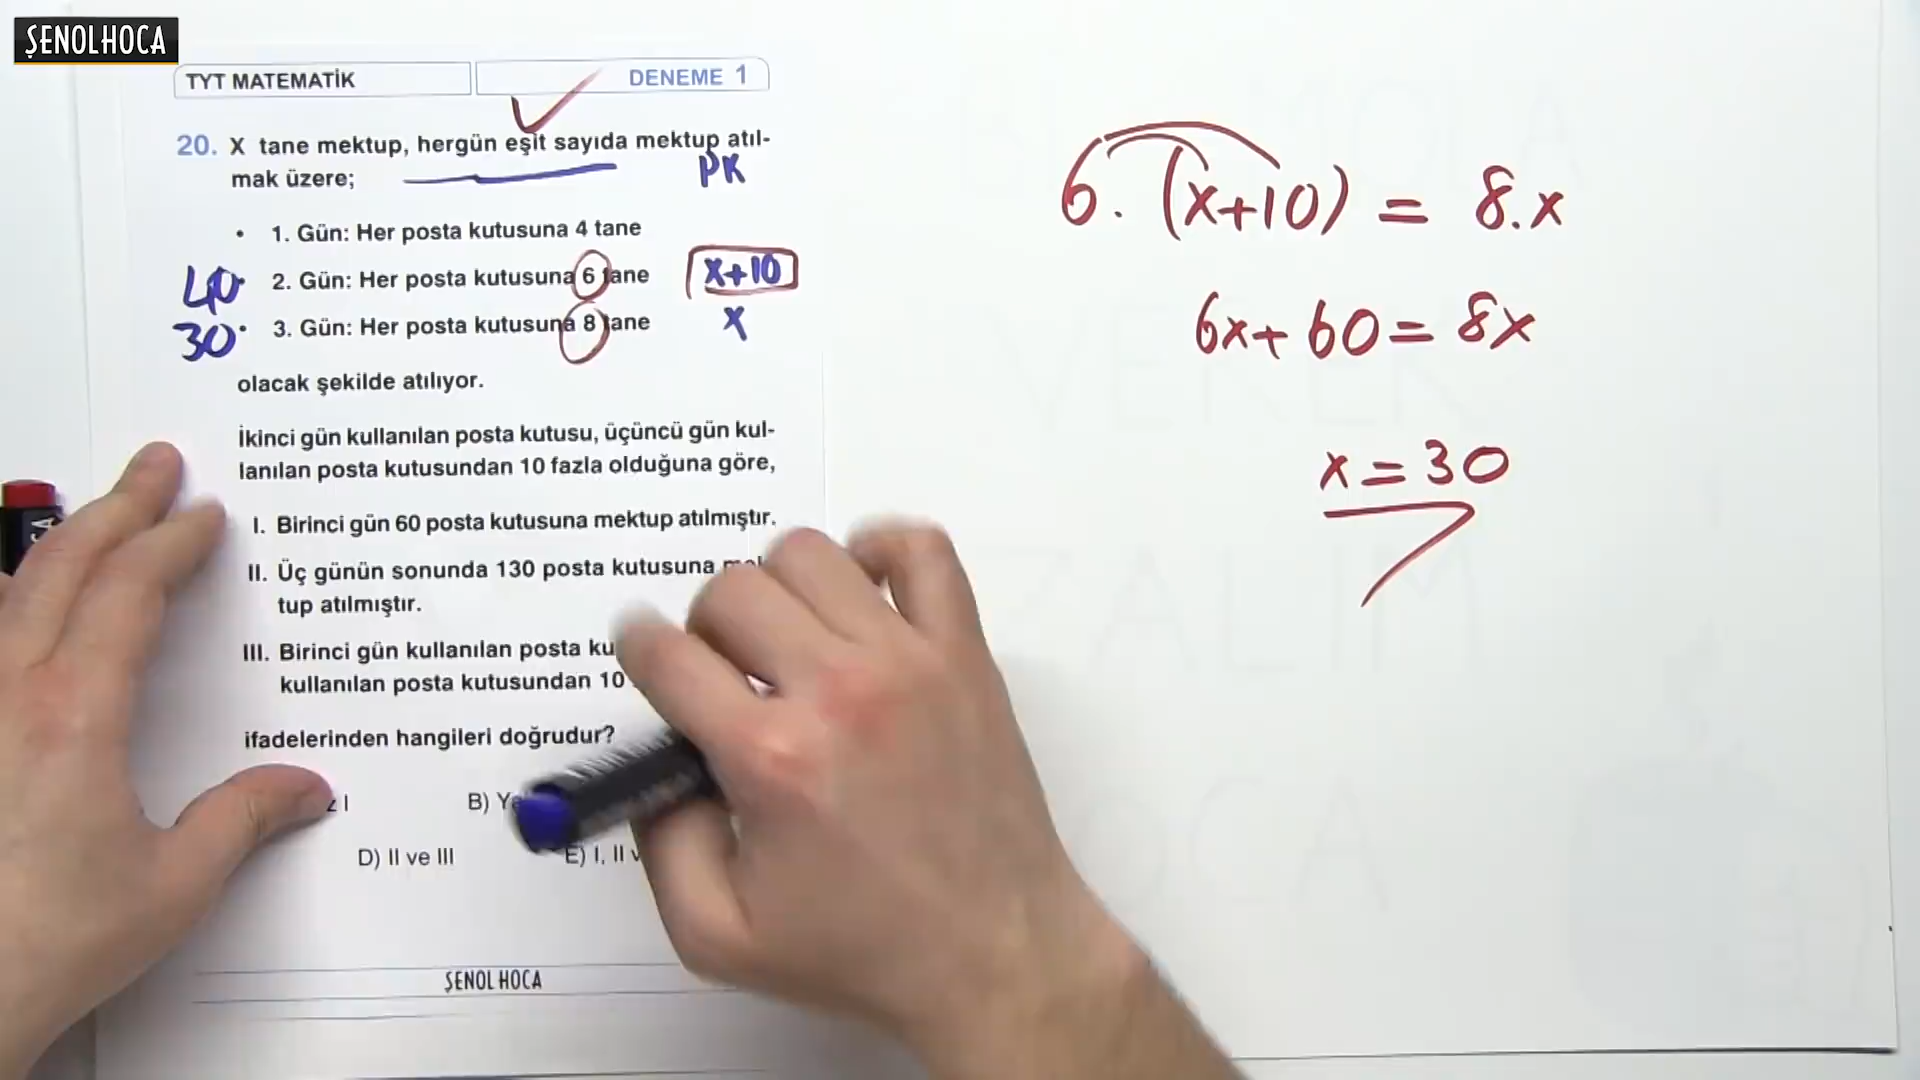 ŞENOLHOCA
TYT MATEMATİK
DENEME 1
20. X tane mektup, hergün eşit sayıda mektup atıl-
mak üzere;
PK
• 1. Gün: Her posta kutusuna 4 tane
40 • 2. Gün: Her posta kutusuna 6 tane x+10
30 • 3. Gün: Her posta kutusuna 8 tane x
olacak şekilde atılıyor.
İkinci gün kullanılan posta kutusu, üçüncü gün kul-
lanılan posta kutusundan 10 fazla olduğuna göre,
I. Birinci gün 60 posta kutusuna mektup atılmıştır.
II. Üç günün sonunda 130 posta kutusuna
tup atılmıştır.
III. Birinci gün kullanılan posta
kullanılan posta kutusundan 10
ifadelerinden hangileri doğrudur?
I B)
D) II ve III E) I, II
ŞENOL HOCA
6.(x+10) = 8.x
6x+60=8x
x=30